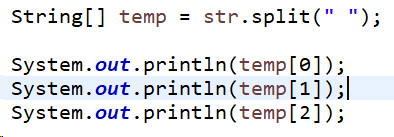 String[] temp = str.split(" ");
System.out.println(temp[0]);
System.out.println(temp[1]);
System.out.println(temp[2]);